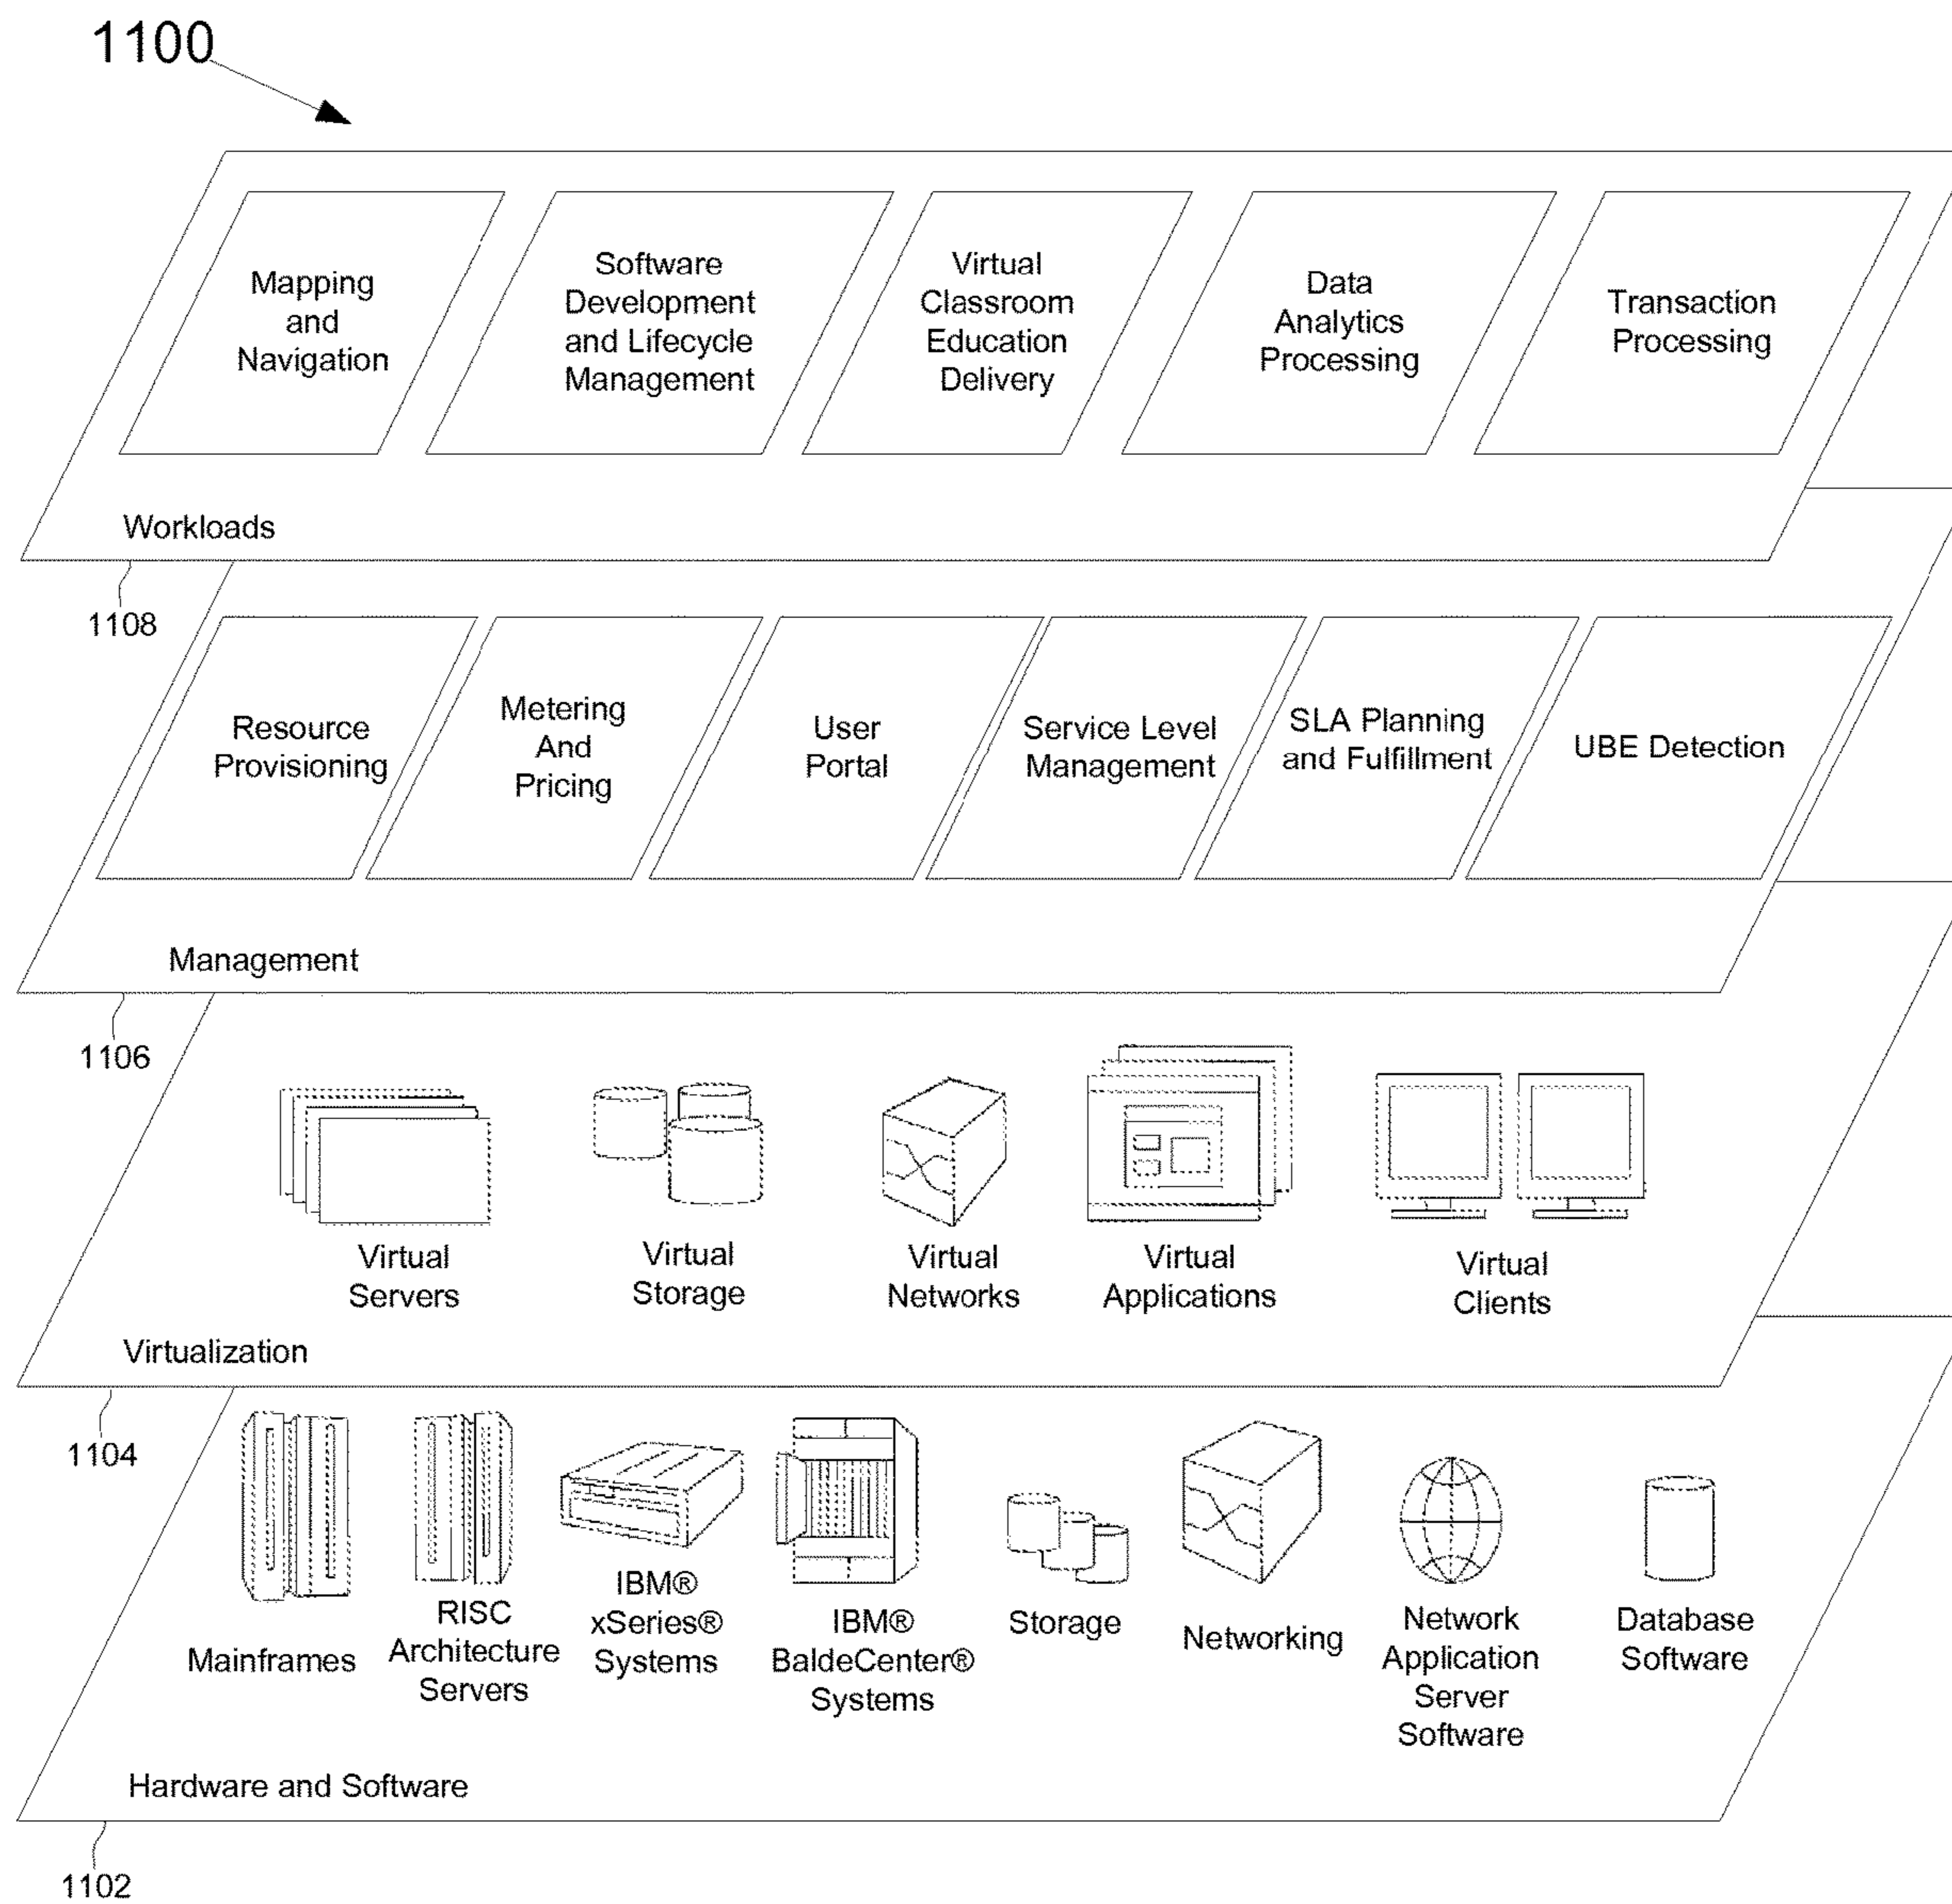 1100
Mapping
and
Navigation
Software
Development
and Lifecycle
Management
Virtual
Classroom
Education
Delivery
Data
Analytics
Processing
Transaction
Processing
Workloads
1108
Resource
Provisioning
Metering
And
Pricing
User
Portal
Service Level
Management
SLA Planning
and Fulfillment
UBE Detection
Management
1106
Virtual
Servers
Virtual
Storage
Virtual
Networks
Virtual
Applications
Virtual
Clients
Virtualization
1104
Mainframes
RISC
Architecture
Servers
IBM®
xSeries®
Systems
IBM®
BaldeCenter®
Systems
Storage
Networking
Network
Application
Server
Software
Database
Software
Hardware and Software
1102